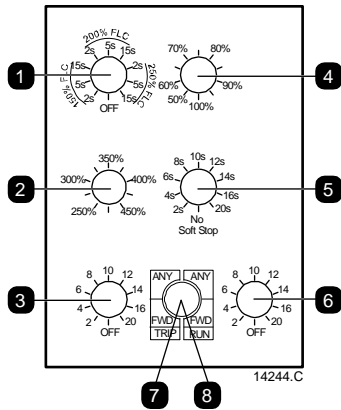 200% FLC
2s 5s 15s
15s 2s
150% FLC 5s 5s 250% FLC
2s 15s
OFF
1
70% 80%
60% 90%
50% 100%
4
350%
300% 400%
250% 450%
2
10s
8s 12s
6s 14s
4s 16s
2s 20s
No
Soft Stop
5
10
8 12
6 14
4 16
2 20
OFF
3
ANY ANY
FWD FWD
TRIP RUN
10
8 12
6 14
4 16
2 20
OFF
6
14244.C
7 8